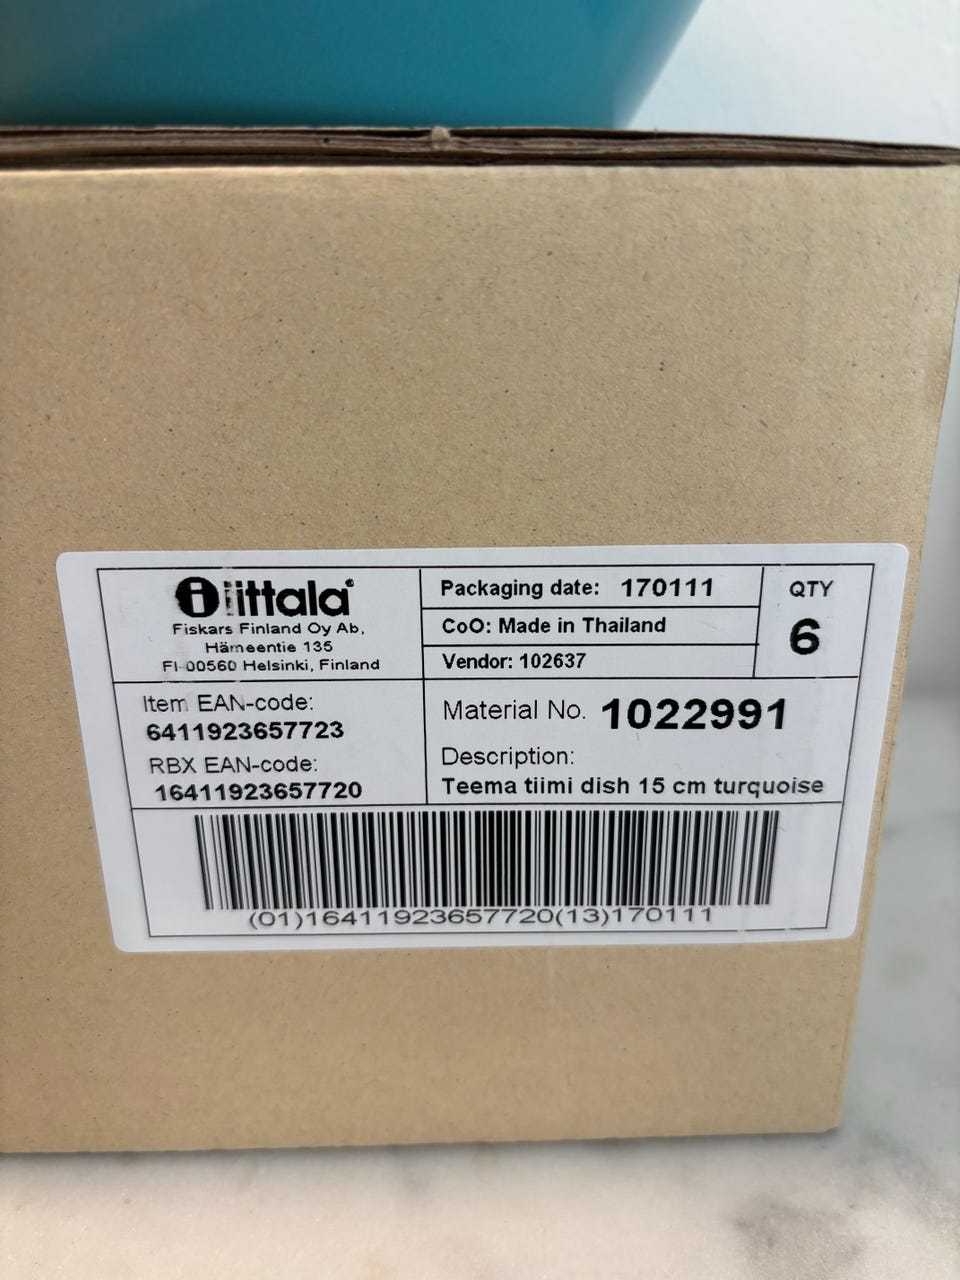 iittala
Fiskars Finland Oy Ab,
Hämeentie 135
FI-00560 Helsinki, Finland
Packaging date: 170111
CoO: Made in Thailand
Vendor: 102637
QTY
6
Item EAN-code:
6411923657723
RBX EAN-code:
16411923657720
Material No. 1022991
Description:
Teema tiimi dish 15 cm turquoise
(01)16411923657720(13)170111